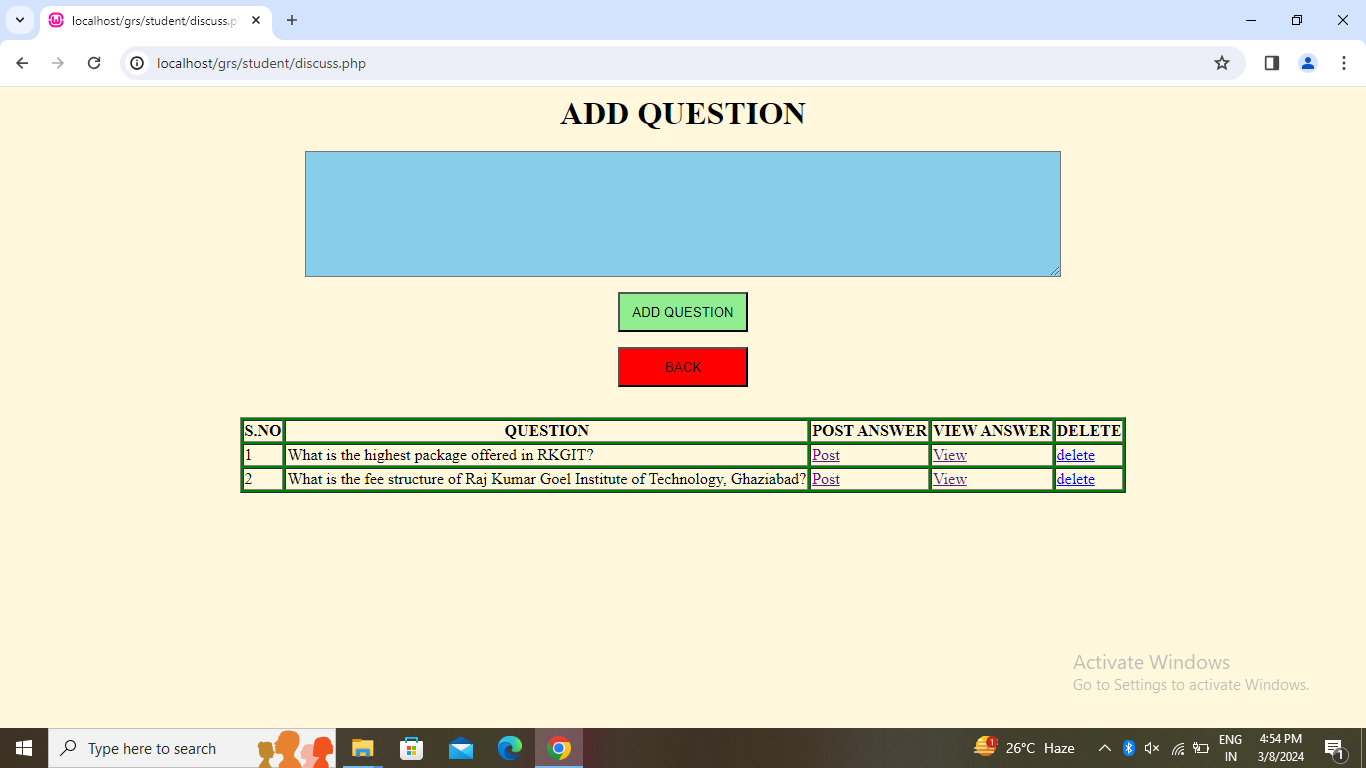 localhost/grs/student/discuss.p
localhost/grs/student/discuss.php
ADD QUESTION
ADD QUESTION
BACK
S.NO QUESTION POST ANSWER VIEW ANSWER DELETE
1 What is the highest package offered in RKGIT? Post View delete
2 What is the fee structure of Raj Kumar Goel Institute of Technology, Ghaziabad? Post View delete
Activate Windows
Go to Settings to activate Windows.
Type here to search
1
26°C Haze
ENG
IN
4:54 PM
3/8/2024
1